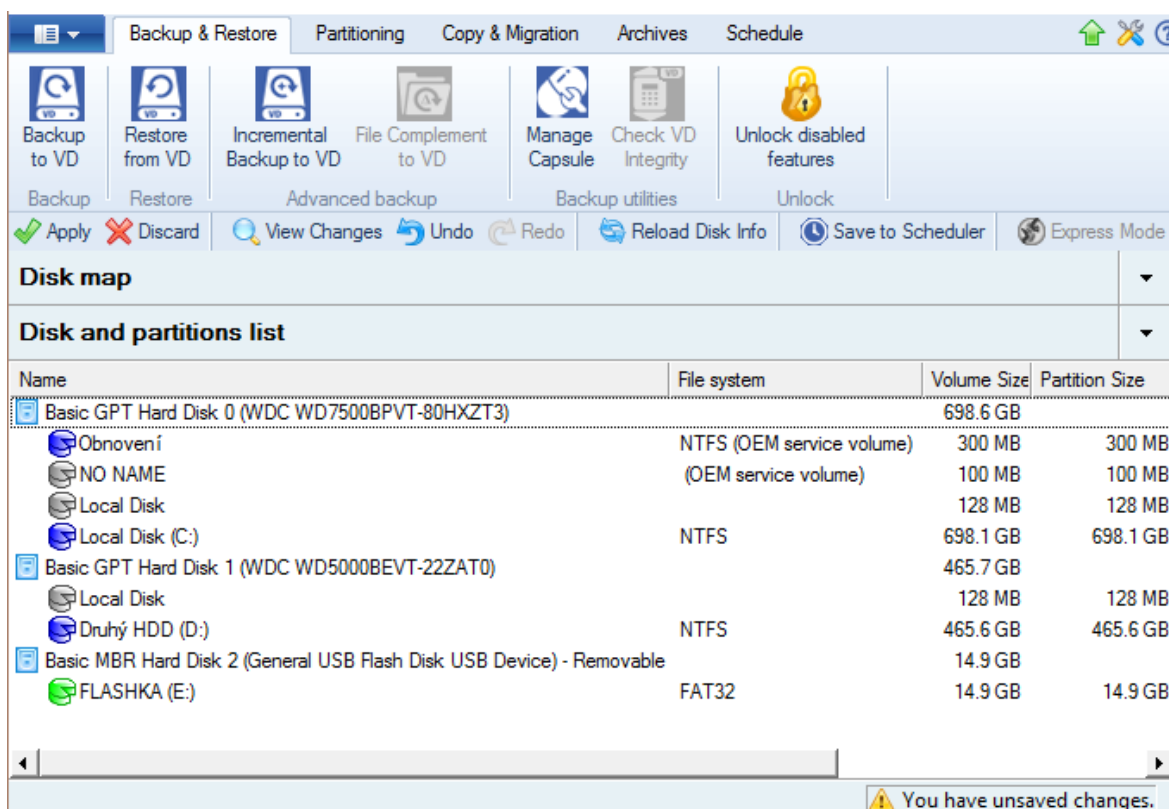 Backup & Restore Partitioning Copy & Migration Archives Schedule
Backup to VD
Restore from VD
Incremental Backup to VD
File Complement to VD
Manage Capsule
Check VD Integrity
Unlock disabled features
Backup Restore Advanced backup Backup utilities Unlock
Apply Discard View Changes Undo Redo Reload Disk Info Save to Scheduler Express Mode
Disk map
Disk and partitions list
Name File system Volume Size Partition Size
Basic GPT Hard Disk 0 (WDC WD7500BPVT-80HXZT3) 698.6 GB
Obnovení NTFS (OEM service volume) 300 MB 300 MB
NO NAME (OEM service volume) 100 MB 100 MB
Local Disk 128 MB 128 MB
Local Disk (C:) NTFS 698.1 GB 698.1 GB
Basic GPT Hard Disk 1 (WDC WD5000BEVT-22ZAT0) 465.7 GB
Local Disk 128 MB 128 MB
Druhý HDD (D:) NTFS 465.6 GB 465.6 GB
Basic MBR Hard Disk 2 (General USB Flash Disk USB Device) - Removable 14.9 GB
FLASHKA (E:) FAT32 14.9 GB 14.9 GB
You have unsaved changes.